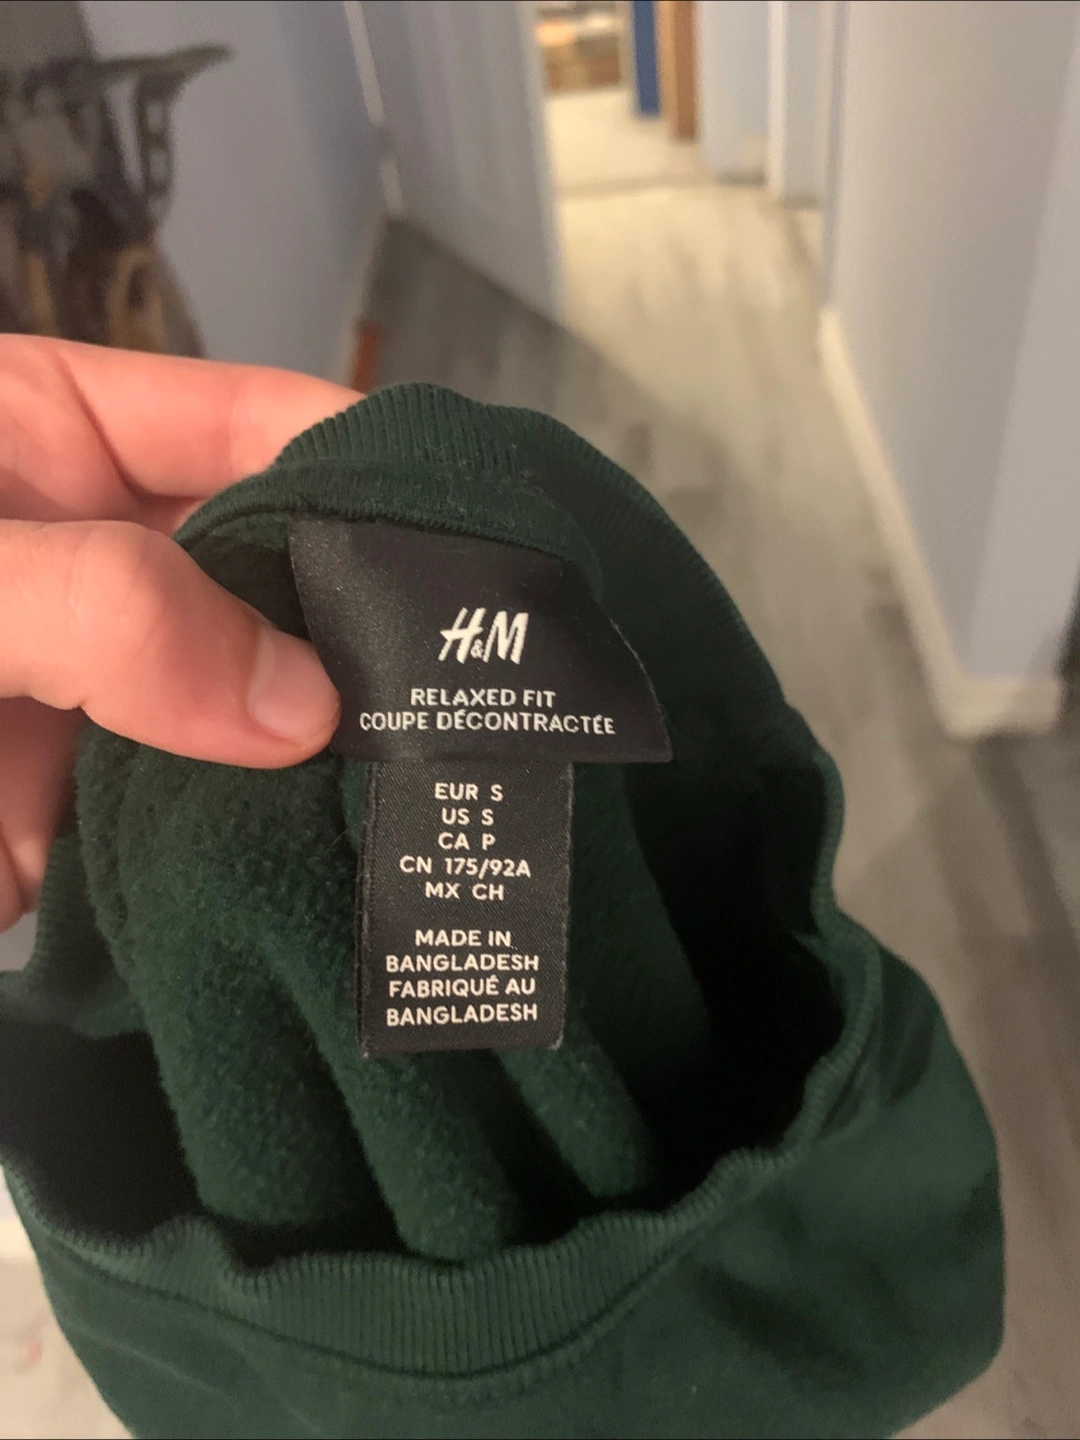 H&M
RELAXED FIT
COUPE DÉCONTRACTÉE
EUR S
US S
CA P
CN 175/92A
MX CH
MADE IN
BANGLADESH
FABRIQUÉ AU
BANGLADESH